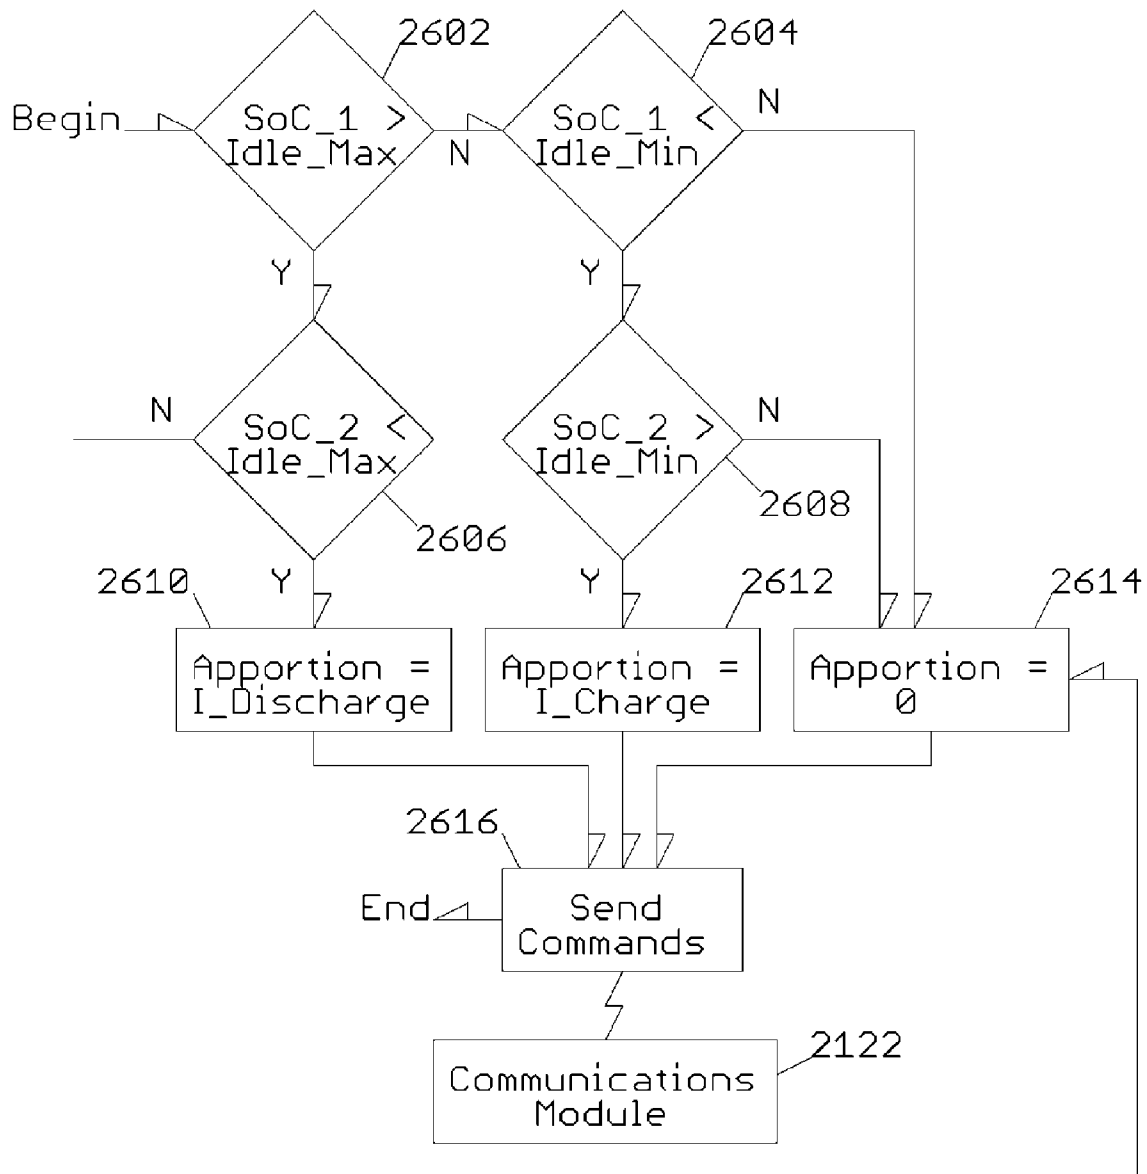 2602
2604
Begin
SoC_1 >
Idle_Max
N
SoC_1 <
Idle_Min
N
Y
Y
N
SoC_2 <
Idle_Max
SoC_2 >
Idle_Min
N
2606
2608
2610
Y
Y
2612
2614
Apportion =
I_Discharge
Apportion =
I_Charge
Apportion =
0
2616
End
Send
Commands
2122
Communications
Module